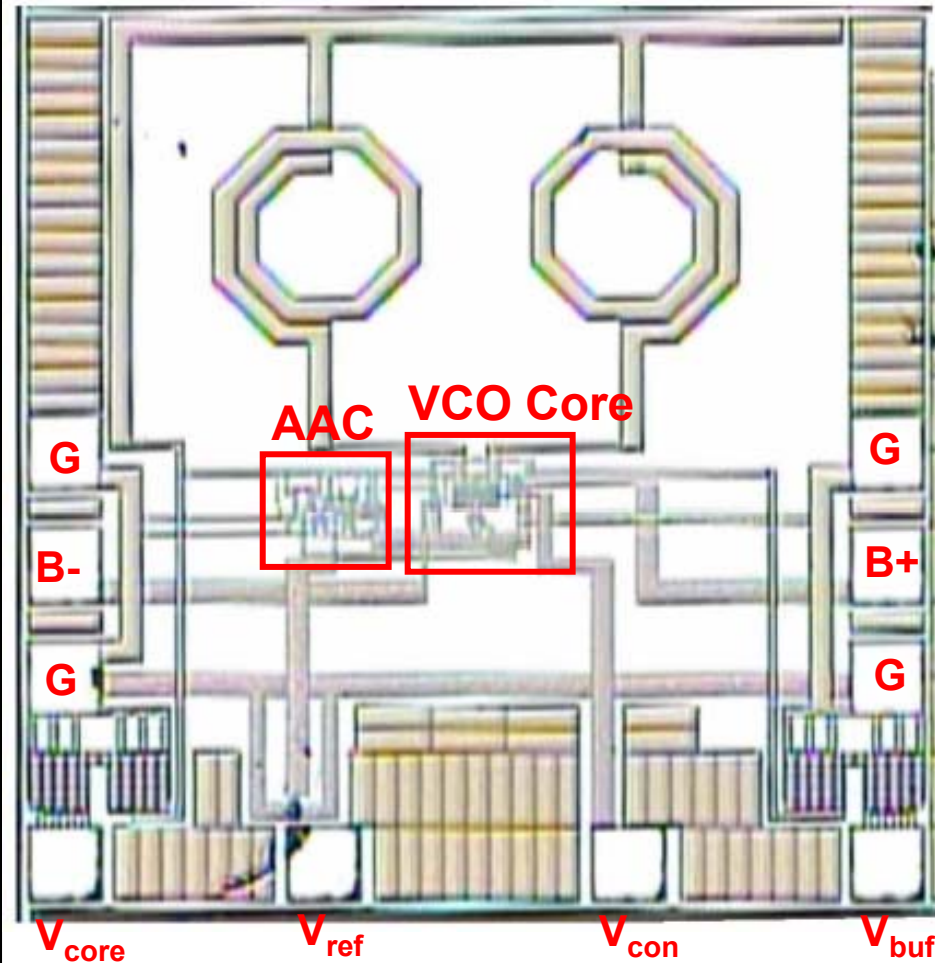 VCO Core
AAC
G
G
B-
B+
G
G
Vcore
Vref
Vcon
Vbuf